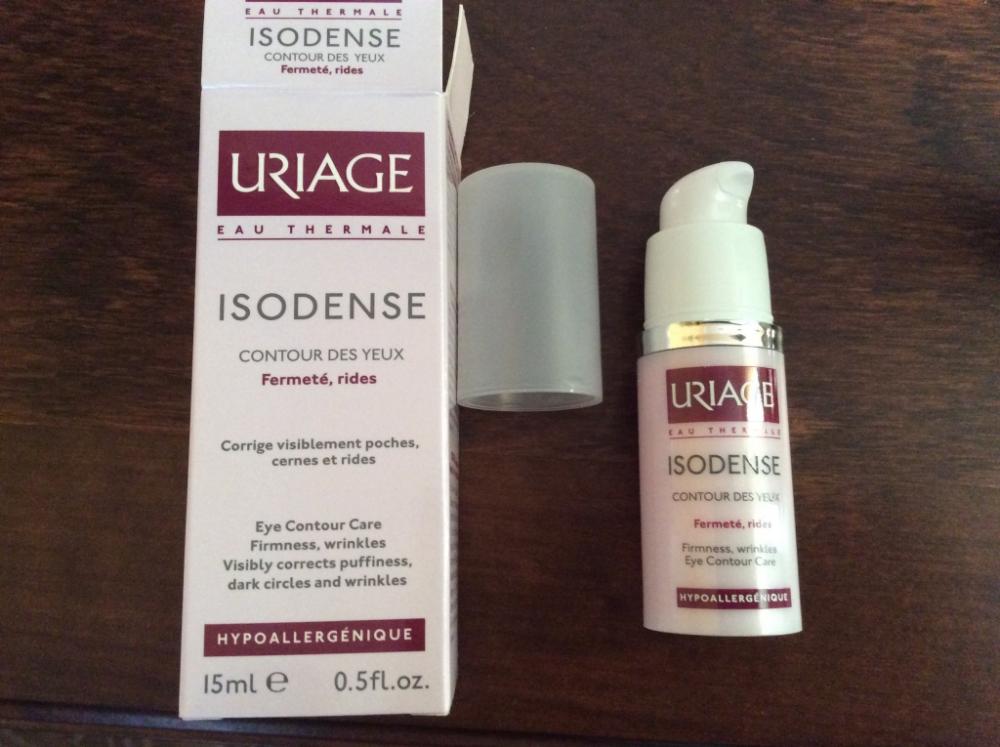 EAU THERMALE
ISODENSE
CONTOUR DES YEUX
Fermeté, rides
URIAGE
EAU THERMALE
ISODENSE
CONTOUR DES YEUX
Fermeté, rides
Corrige visiblement poches,
cernes et rides
Eye Contour Care
Firmness, wrinkles
Visibly corrects puffiness,
dark circles and wrinkles
HYPOALLERGÉNIQUE
15ml e 0.5fl.oz.
URIAGE
EAU THERMALE
ISODENSE
CONTOUR DES YEUX
Fermeté, rides
Firmness, wrinkles
Eye Contour Care
HYPOALLERGÉNIQUE